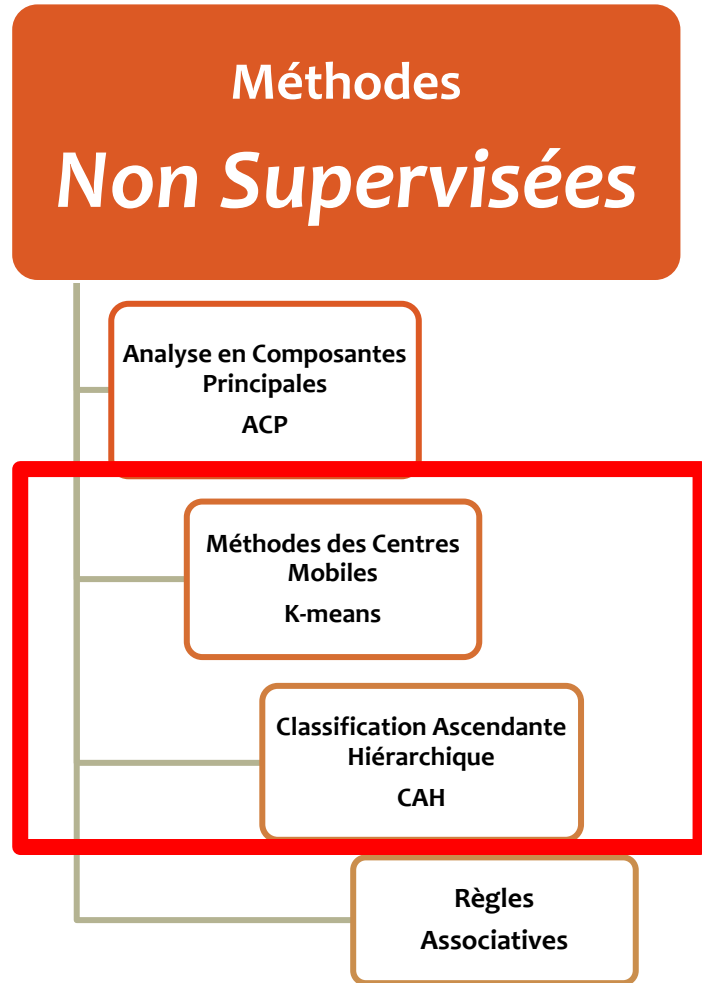 Méthodes
Non Supervisées
Analyse en Composantes
Principales
ACP
Méthodes des Centres
Mobiles
K-means
Classification Ascendante
Hiérarchique
CAH
Règles
Associatives